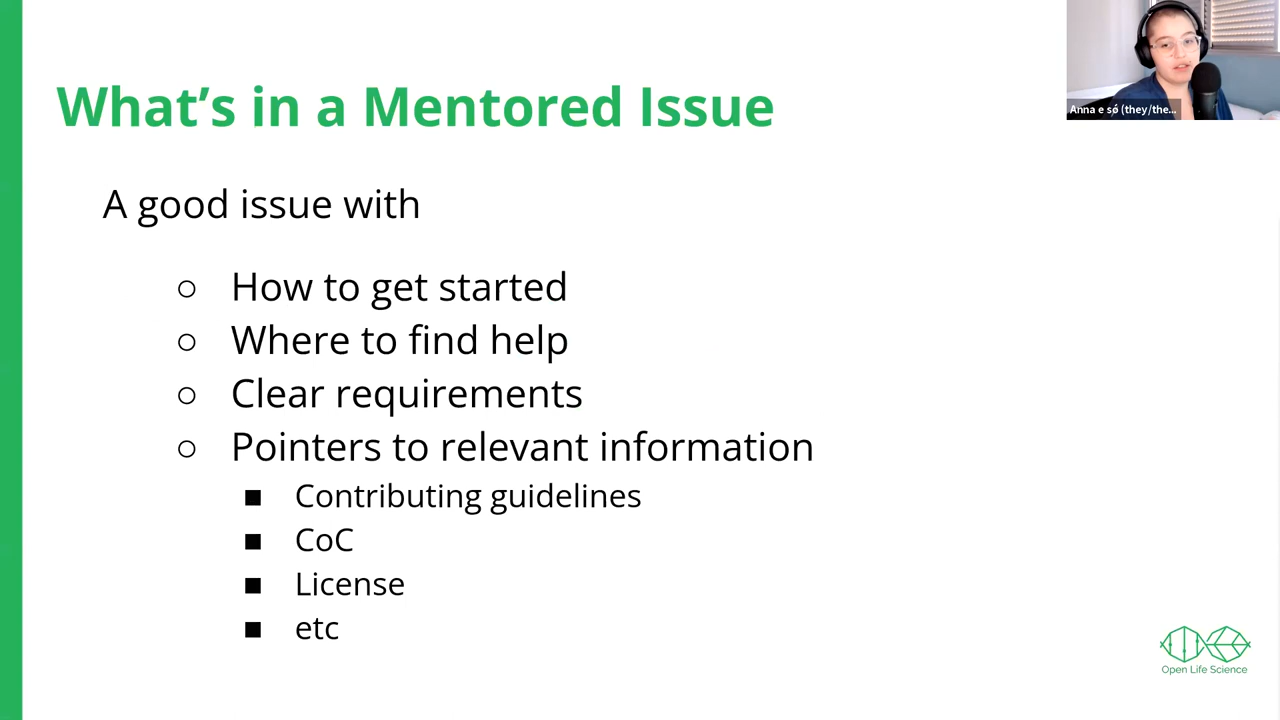 What's in a Mentored Issue
Anna e só (they/the...
A good issue with
How to get started
Where to find help
Clear requirements
Pointers to relevant information
Contributing guidelines
CoC
License
etc
Open Life Science